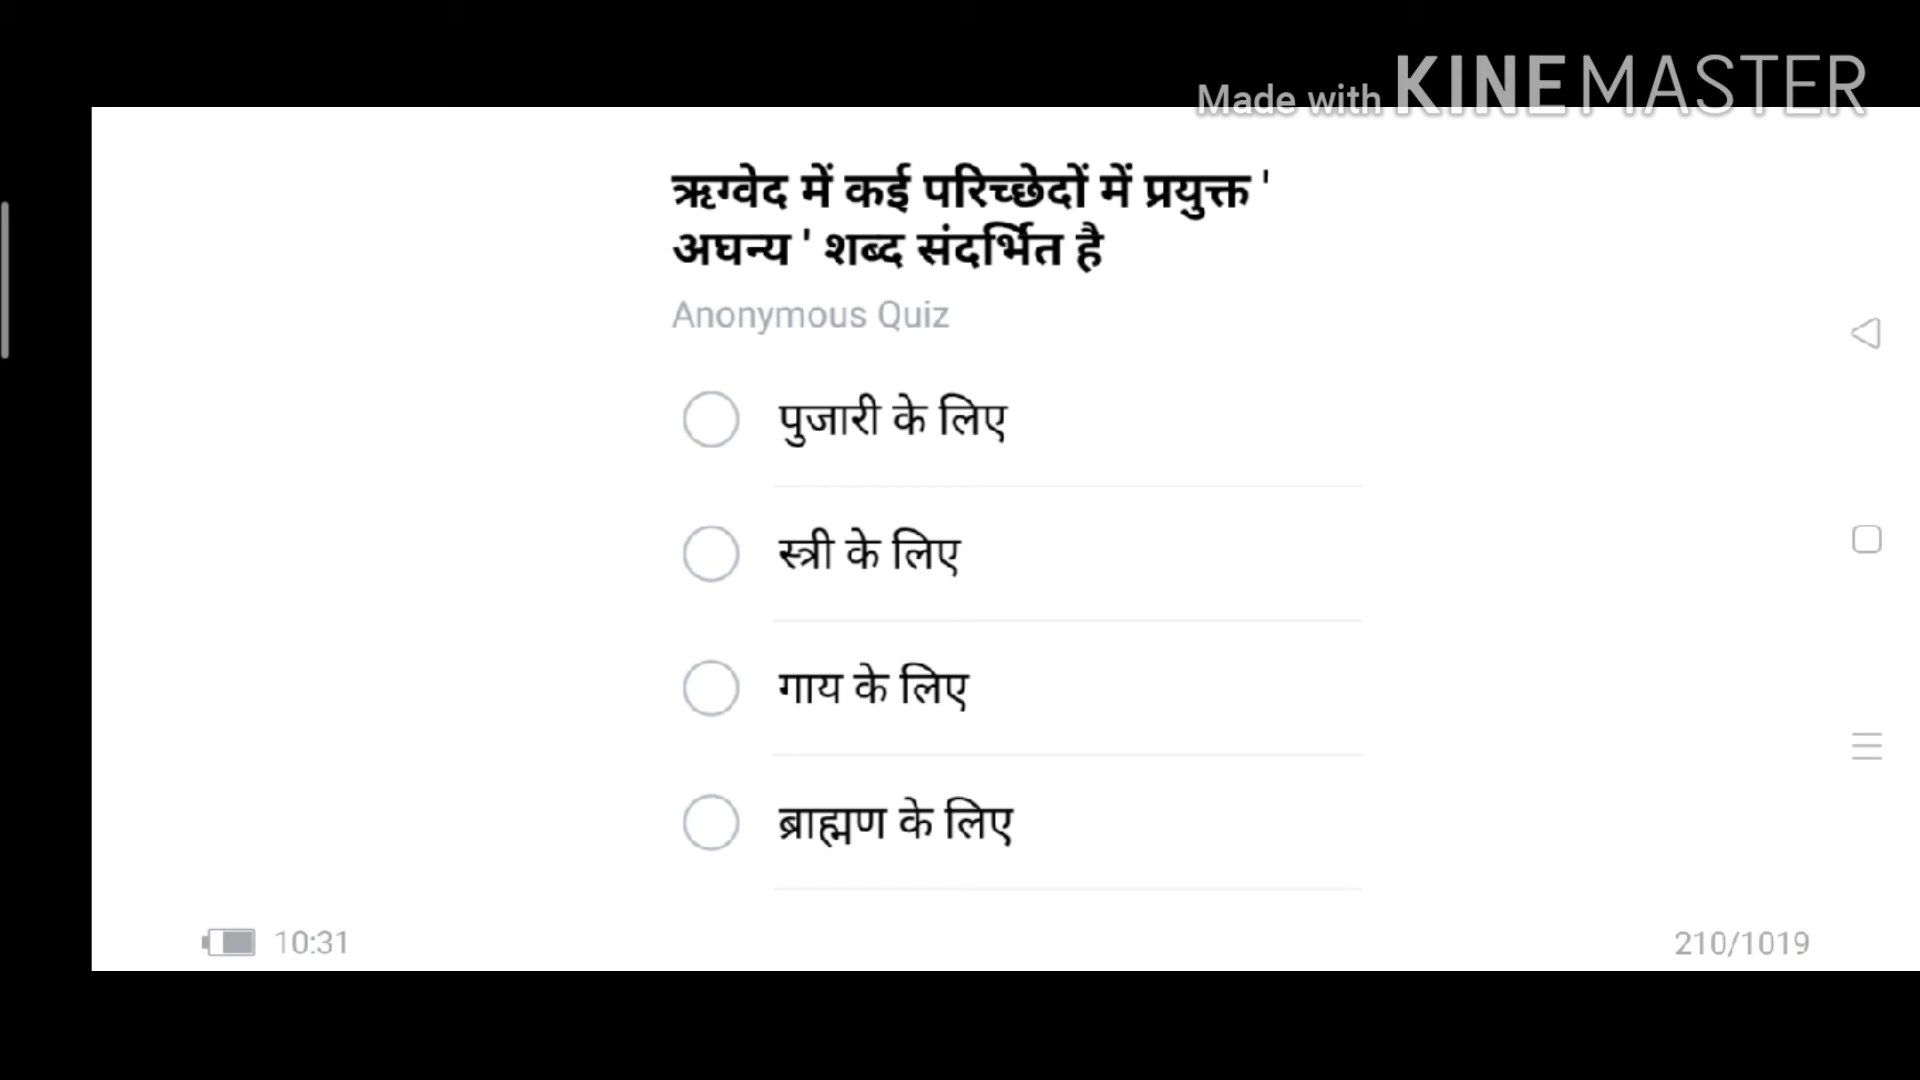 Made with KINEMASTER
ऋग्वेद में कई परिच्छेदों में प्रयुक्त '
अघन्य ' शब्द संदर्भित है
Anonymous Quiz
पुजारी के लिए
स्त्री के लिए
गाय के लिए
ब्राह्मण के लिए
10:31
210/1019